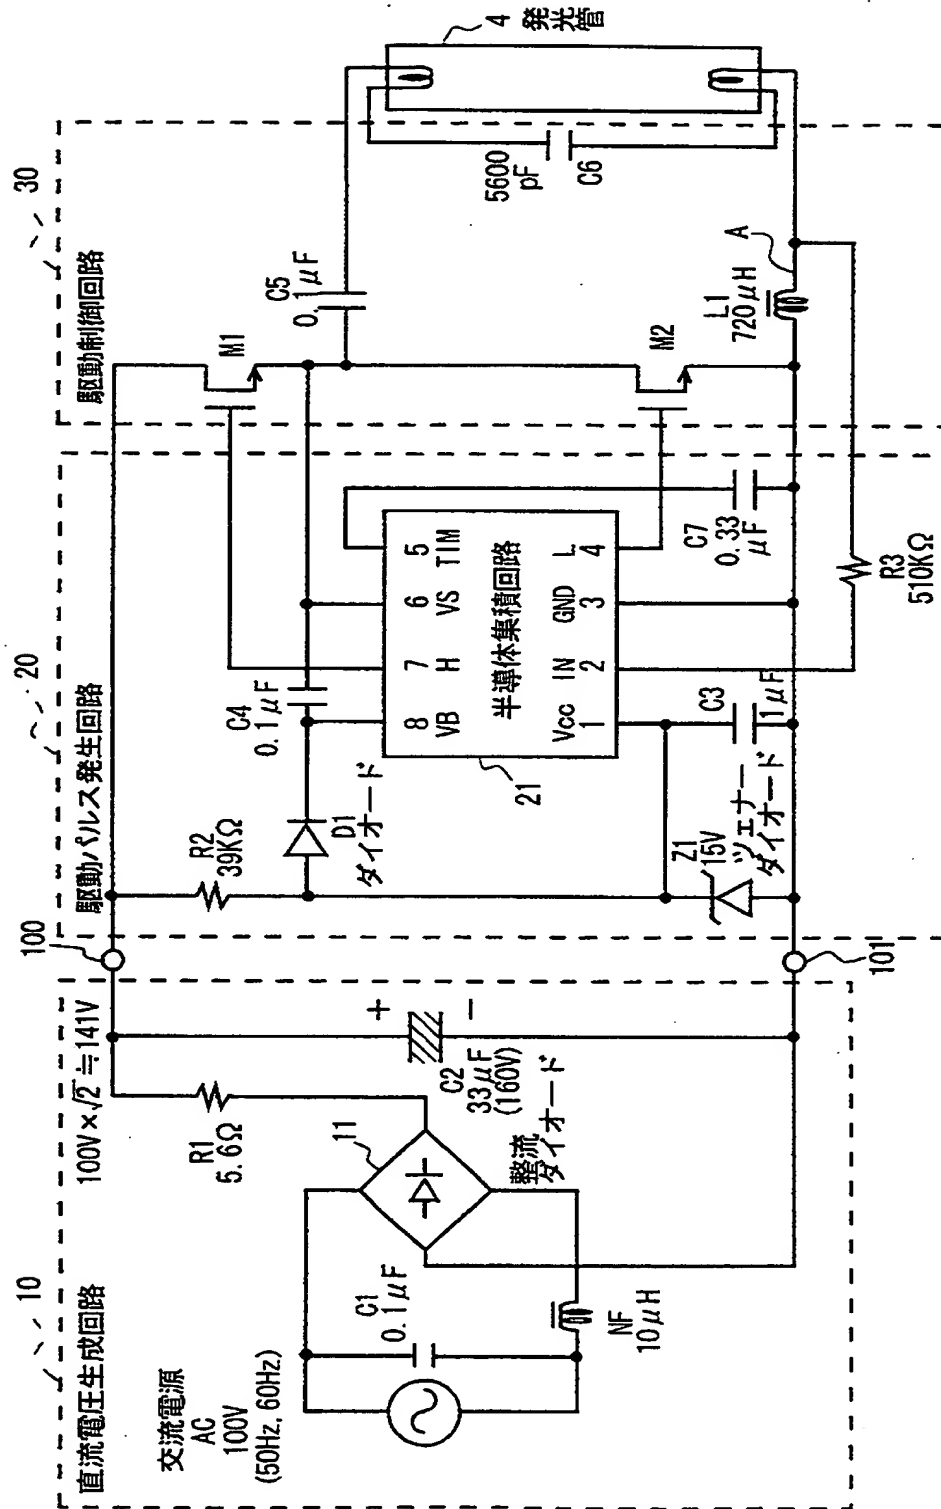 10
直流電圧生成回路
交流電源
AC
100V
(50Hz, 60Hz)
C1
0.1μF
NF
10μH
11
整流
ダイオード
R1
5.6Ω
100V×√2≒141V
C2
33μF
(160V)
+
−
100
101
20
駆動パルス発生回路
R2
39KΩ
D1
ダイオード
Z1
15V
ツェナー
ダイオード
C4
0.1μF
21
半導体集積回路
8
VB
7
H
6
VS
5
TIM
Vcc
1
IN
2
GND
3
L
4
C3
1μF
C7
0.33
μF
R3
510KΩ
30
駆動制御回路
M1
C5
0.1μF
M2
L1
720μH
A
5600
pF
C6
4
発光管